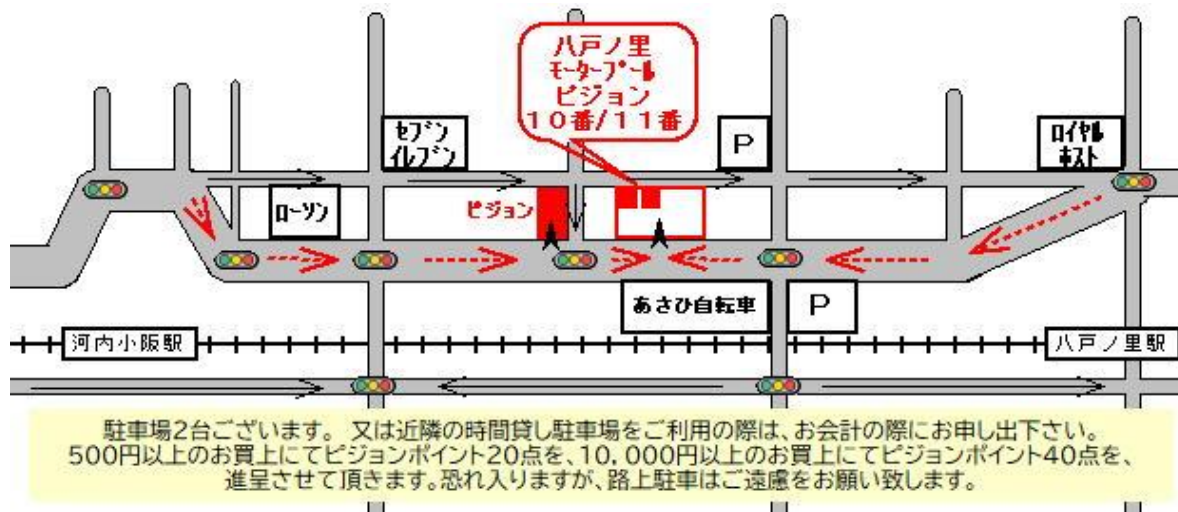 八戸ノ里
ﾓｰﾀｰﾌﾟｰﾙ
ピジョン
10番/11番
ｾﾌﾞﾝ
ｲﾚﾌﾞﾝ
P
ﾛｲﾔﾙ
ﾎｽﾄ
ﾛｰｿﾝ
ピジョン
あさひ自転車
P
河内小阪駅
八戸ノ里駅
駐車場2台ございます。 又は近隣の時間貸し駐車場をご利用の際は、お会計の際にお申し出下さい。
500円以上のお買上にてピジョンポイント20点を、10,000円以上のお買上にてピジョンポイント40点を、
進呈させて頂きます。恐れ入りますが、路上駐車はご遠慮をお願い致します。